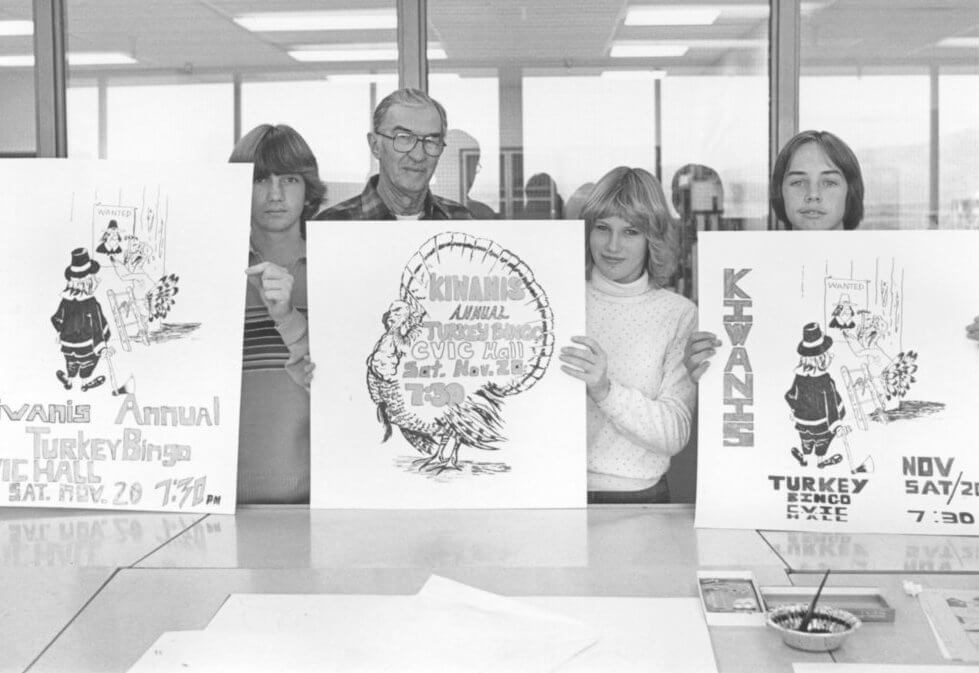 WANTED
iwanis Annual
TURKEY Bingo
VIC HALL
SAT. NOV. 20 7:30 PM
KIWANIS
ANNUAL
TURKEY BINGO
CVIC Hall
Sat. Nov. 20.
7:30
KIWANIS
WANTED
TURKEY
BINGO
CVIC
HALL
NOV
SAT/20
7:30